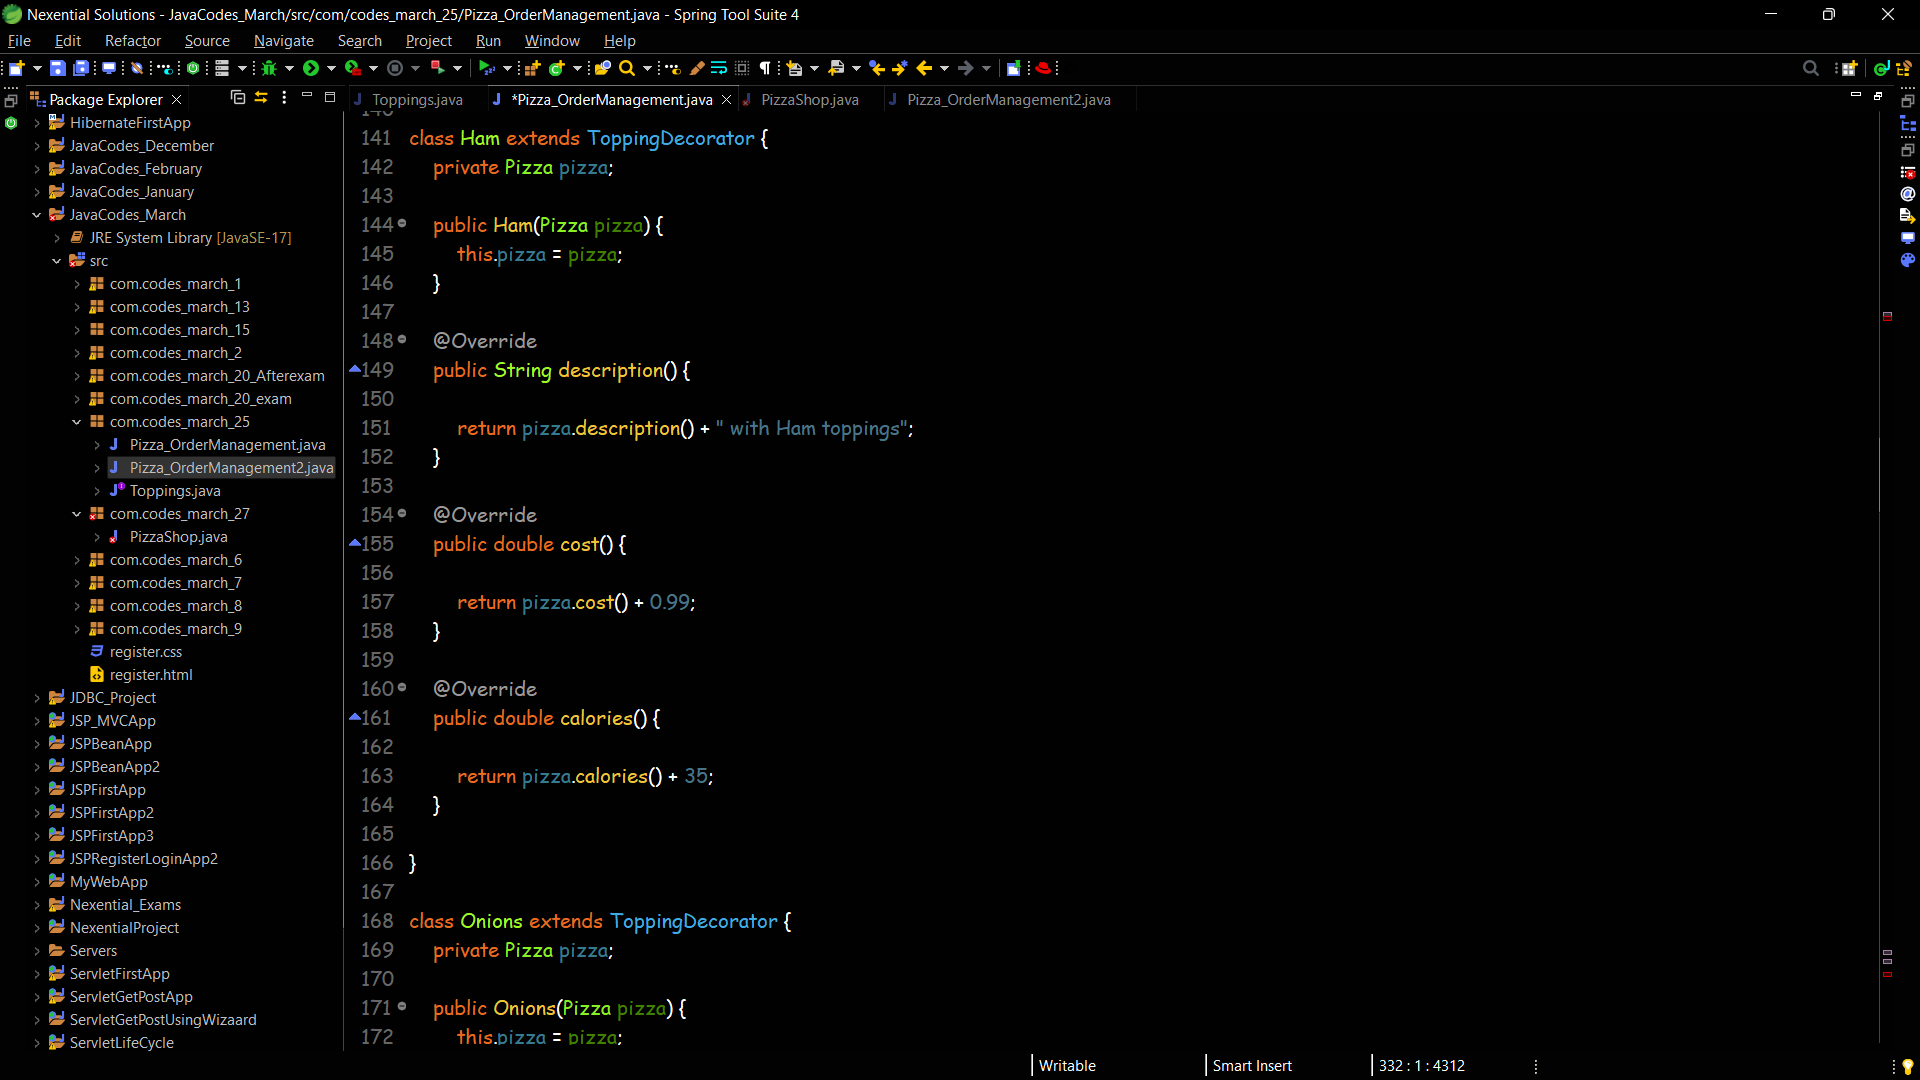 Nexential Solutions - JavaCodes_March/src/com/codes_march_25/Pizza_OrderManagement.java - Spring Tool Suite 4
File Edit Refactor Source Navigate Search Project Run Window Help
Package Explorer
HibernateFirstApp
JavaCodes_December
JavaCodes_February
JavaCodes_January
JavaCodes_March
JRE System Library [JavaSE-17]
src
com.codes_march_1
com.codes_march_13
com.codes_march_15
com.codes_march_2
com.codes_march_20_Afterexam
com.codes_march_20_exam
com.codes_march_25
Pizza_OrderManagement.java
Pizza_OrderManagement2.java
Toppings.java
com.codes_march_27
PizzaShop.java
com.codes_march_6
com.codes_march_7
com.codes_march_8
com.codes_march_9
register.css
register.html
JDBC_Project
JSP_MVCApp
JSPBeanApp
JSPBeanApp2
JSPFirstApp
JSPFirstApp2
JSPFirstApp3
JSPRegisterLoginApp2
MyWebApp
Nexential_Exams
NexentialProject
Servers
ServletFirstApp
ServletGetPostApp
ServletGetPostUsingWizaard
ServletLifeCycle
Toppings.java *Pizza_OrderManagement.java PizzaShop.java Pizza_OrderManagement2.java
141 class Ham extends ToppingDecorator {
142 private Pizza pizza;
143
144 public Ham(Pizza pizza) {
145 this.pizza = pizza;
146 }
147
148 @Override
149 public String description() {
150
151 return pizza.description() + " with Ham toppings";
152 }
153
154 @Override
155 public double cost() {
156
157 return pizza.cost() + 0.99;
158 }
159
160 @Override
161 public double calories() {
162
163 return pizza.calories() + 35;
164 }
165
166 }
167
168 class Onions extends ToppingDecorator {
169 private Pizza pizza;
170
171 public Onions(Pizza pizza) {
172 this.pizza = pizza;
Writable Smart Insert 332 : 1 : 4312